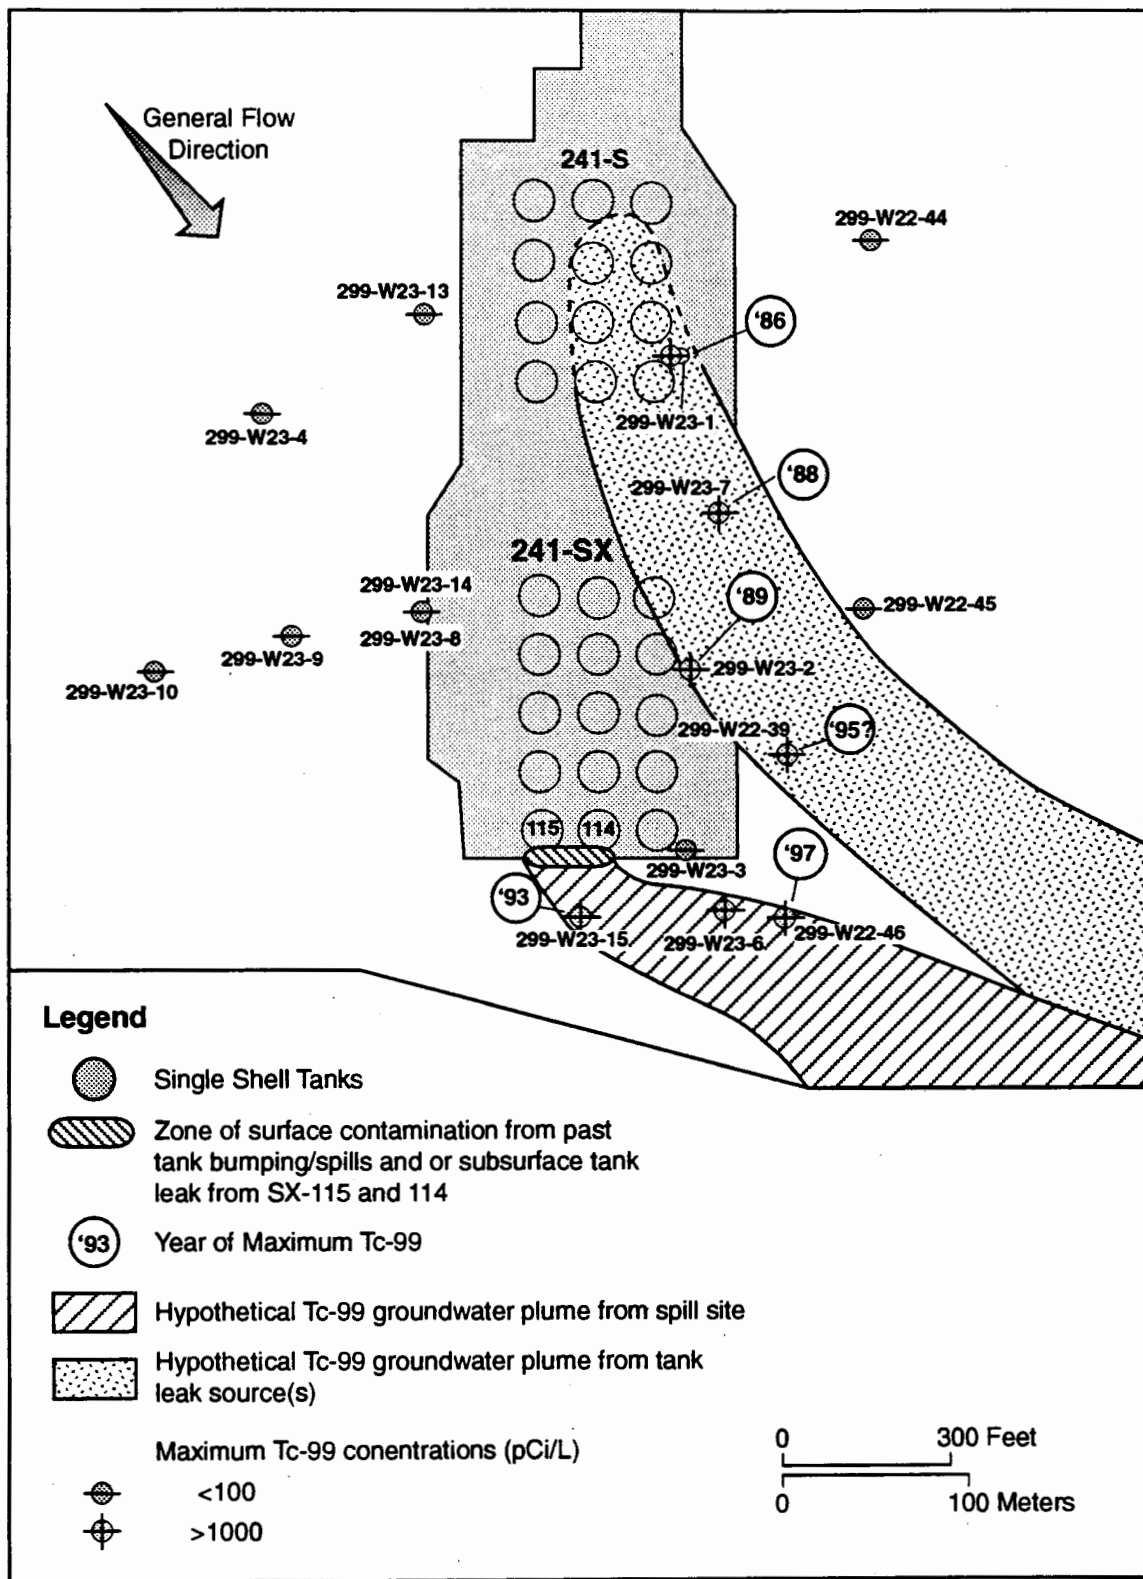 General Flow
Direction
241-S
299-W22-44
299-W23-13
'86
299-W23-4
299-W23-1
'88
299-W23-7
241-SX
299-W23-14
'89
299-W22-45
299-W23-8
299-W23-9
299-W23-2
299-W23-10
299-W22-39
'95?
115
114
299-W23-3
'97
'93
299-W23-15
299-W23-6
299-W22-46
Legend
Single Shell Tanks
Zone of surface contamination from past
tank bumping/spills and or subsurface tank
leak from SX-115 and 114
'93
Year of Maximum Tc-99
Hypothetical Tc-99 groundwater plume from spill site
Hypothetical Tc-99 groundwater plume from tank
leak source(s)
Maximum Tc-99 conentrations (pCi/L)
<100
>1000
0 300 Feet
0 100 Meters